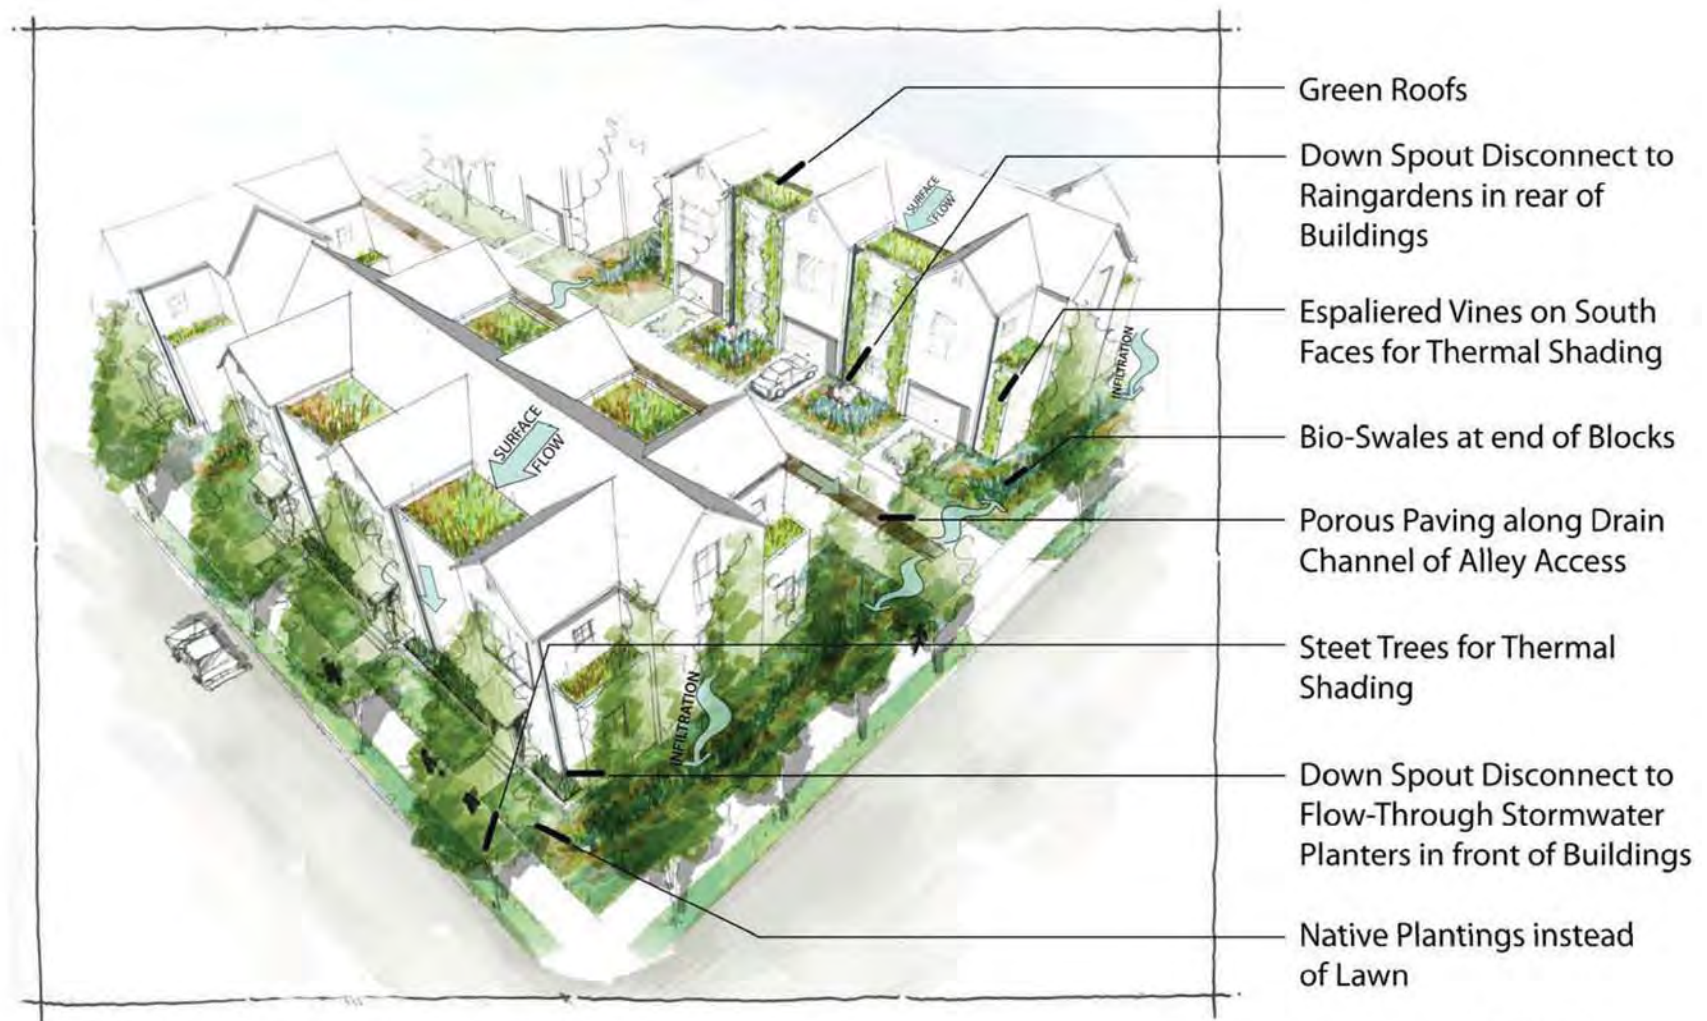 Green Roofs
Down Spout Disconnect to
Raingardens in rear of
Buildings
Espaliered Vines on South
Faces for Thermal Shading
Bio-Swales at end of Blocks
Porous Paving along Drain
Channel of Alley Access
Steet Trees for Thermal
Shading
Down Spout Disconnect to
Flow-Through Stormwater
Planters in front of Buildings
Native Plantings instead
of Lawn
SURFACE
FLOW
INFILTRATION
SURFACE
FLOW
INFILTRATION